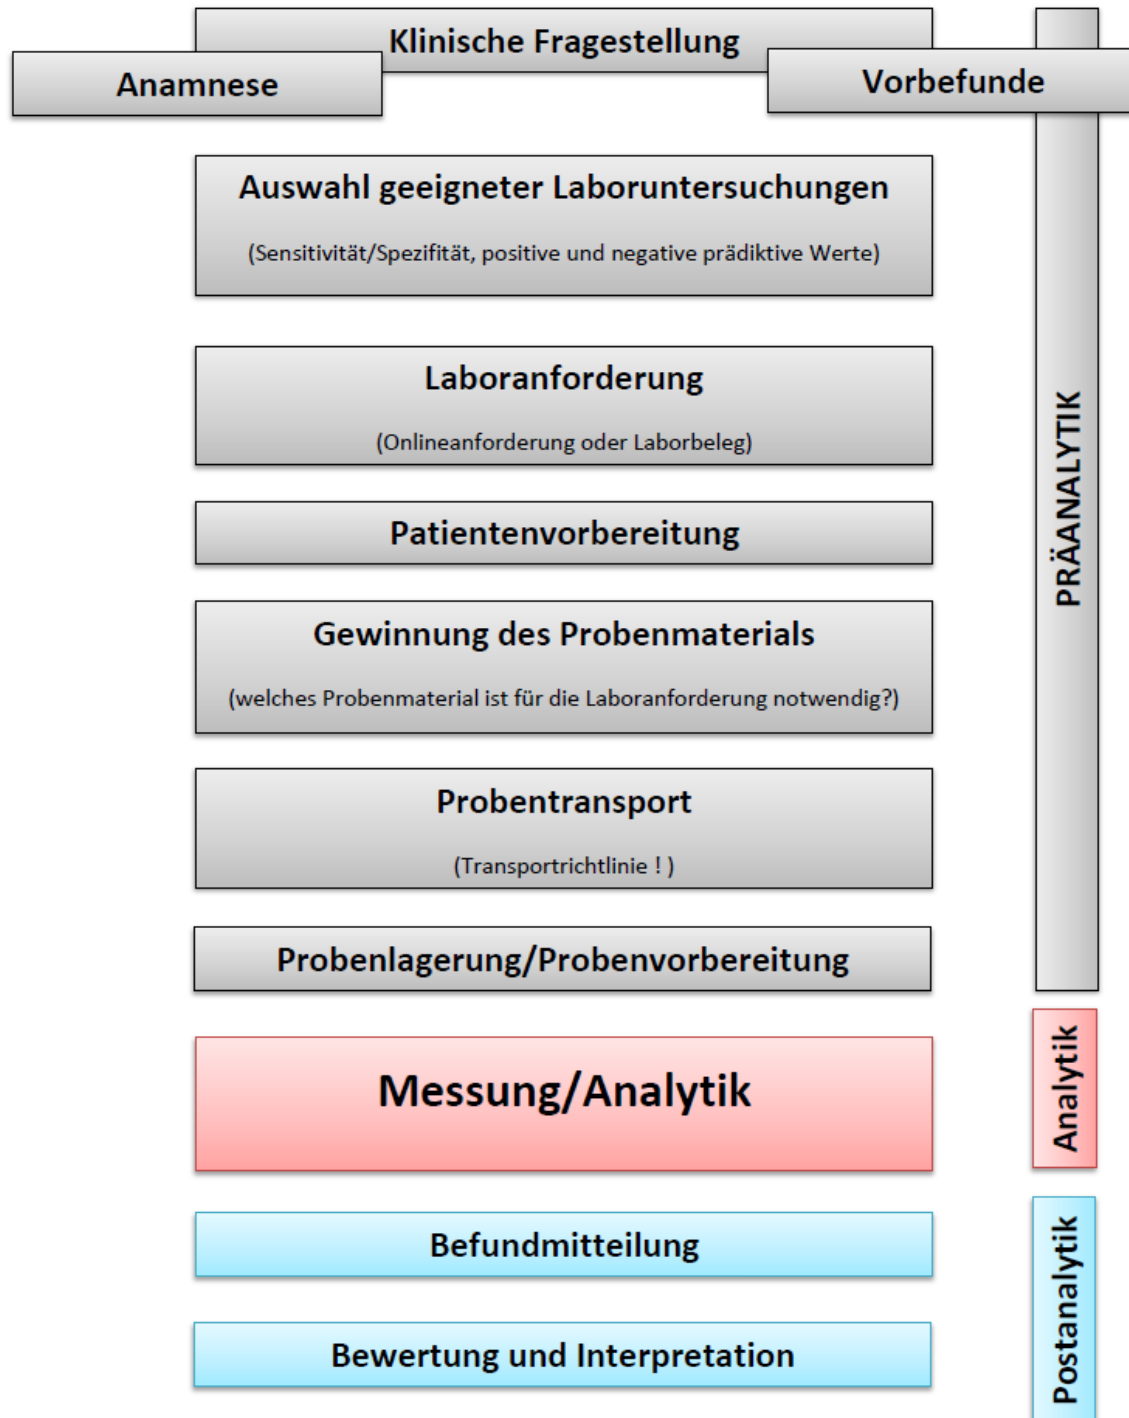 Klinische Fragestellung
Anamnese
Vorbefunde
Auswahl geeigneter Laboruntersuchungen
(Sensitivität/Spezifität, positive und negative prädiktive Werte)
Laboranforderung
(Onlineanforderung oder Laborbeleg)
Patientenvorbereitung
Gewinnung des Probenmaterials
(welches Probenmaterial ist für die Laboranforderung notwendig?)
Probentransport
(Transportrichtlinie ! )
Probenlagerung/Probenvorbereitung
PRÄANALYTIK
Messung/Analytik
Analytik
Befundmitteilung
Bewertung und Interpretation
Postanalytik